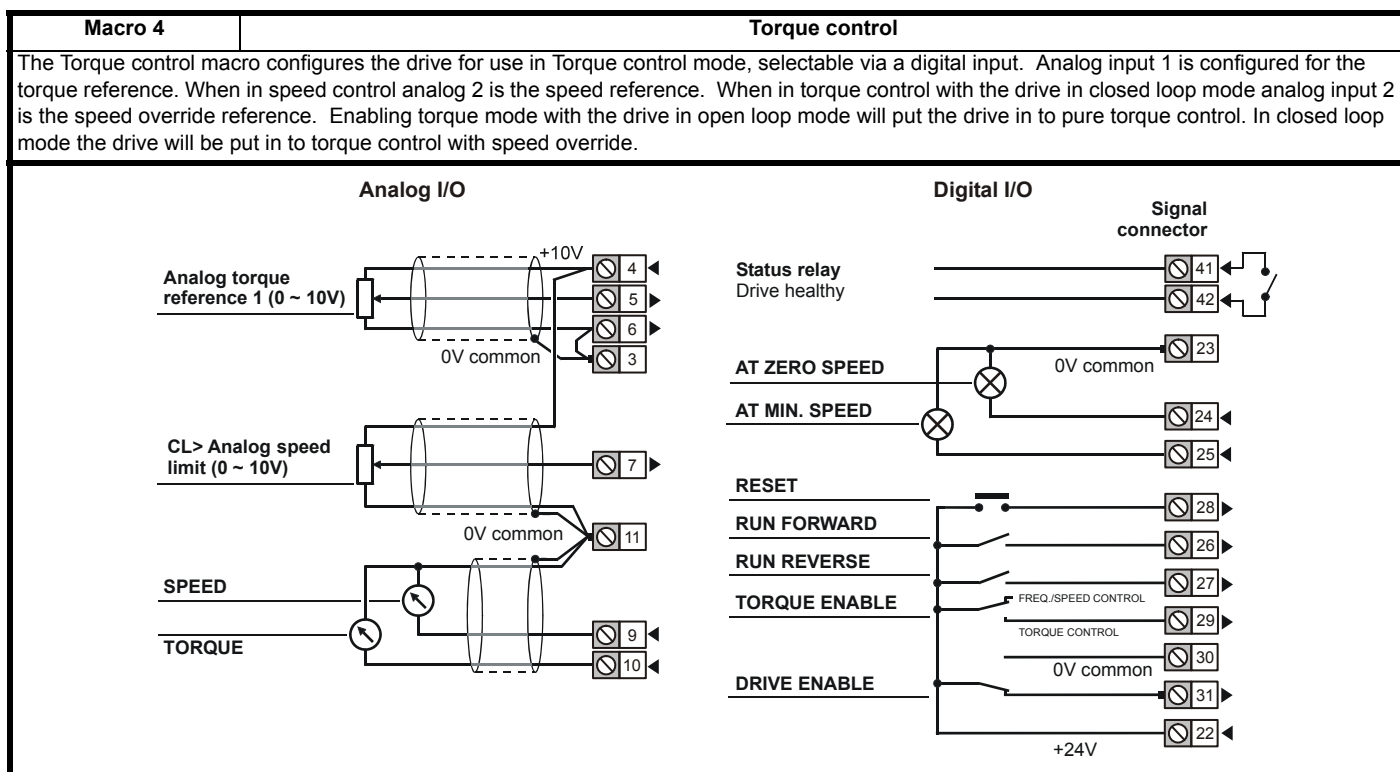 Macro 4
Torque control
The Torque control macro configures the drive for use in Torque control mode, selectable via a digital input. Analog input 1 is configured for the
torque reference. When in speed control analog 2 is the speed reference. When in torque control with the drive in closed loop mode analog input 2
is the speed override reference. Enabling torque mode with the drive in open loop mode will put the drive in to pure torque control. In closed loop
mode the drive will be put in to torque control with speed override.
Analog I/O
+10V
Analog torque
reference 1 (0 ~ 10V)
4
5
6
3
0V common
CL> Analog speed
limit (0 ~ 10V)
7
0V common
11
SPEED
TORQUE
9
10
Digital I/O
Signal
connector
Status relay
Drive healthy
41
42
23
0V common
AT ZERO SPEED
AT MIN. SPEED
24
25
RESET
28
RUN FORWARD
26
RUN REVERSE
27
TORQUE ENABLE
FREQ./SPEED CONTROL
29
TORQUE CONTROL
30
0V common
DRIVE ENABLE
31
22
+24V